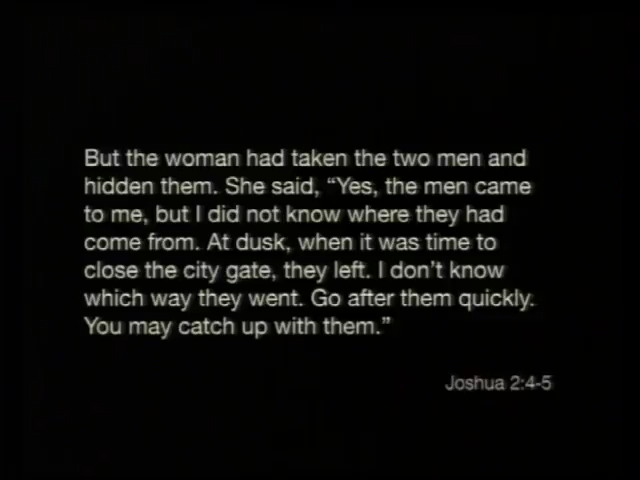 But the woman had taken the two men and
hidden them. She said, “Yes, the men came
to me, but I did not know where they had
come from. At dusk, when it was time to
close the city gate, they left. I don’t know
which way they went. Go after them quickly.
You may catch up with them.”
Joshua 2:4-5